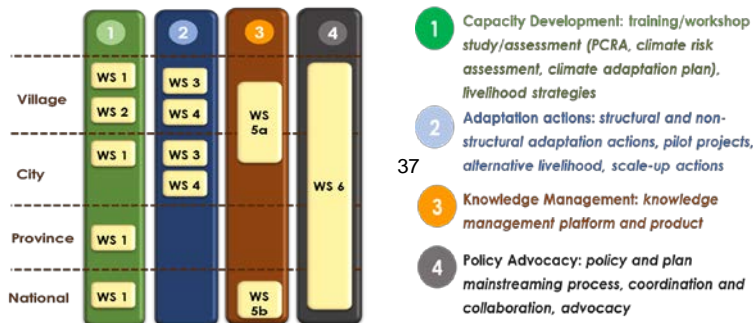 1 2 3 4
Village
WS 1
WS 2
WS 3
WS 4
WS
5a
City
WS 1
WS 3
WS 4
WS 6
Province
WS 1
National
WS 1
WS
5b
1
Capacity Development: training/workshop
study/assessment (PCRA, climate risk
assessment, climate adaptation plan),
livelihood strategies
2
Adaptation actions: structural and non-
structural adaptation actions, pilot projects,
alternative livelihood, scale-up actions
37
3
Knowledge Management: knowledge
management platform and product
4
Policy Advocacy: policy and plan
mainstreaming process, coordination and
collaboration, advocacy